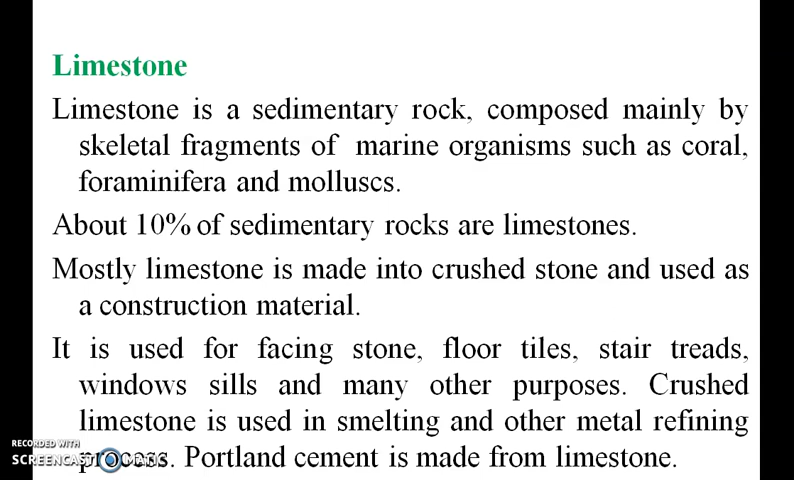 Limestone
Limestone is a sedimentary rock, composed mainly by
skeletal fragments of marine organisms such as coral,
foraminifera and molluscs.
About 10% of sedimentary rocks are limestones.
Mostly limestone is made into crushed stone and used as
a construction material.
It is used for facing stone, floor tiles, stair treads,
windows sills and many other purposes. Crushed
limestone is used in smelting and other metal refining
process. Portland cement is made from limestone.
RECORDED WITH
SCREENCAST MATIC